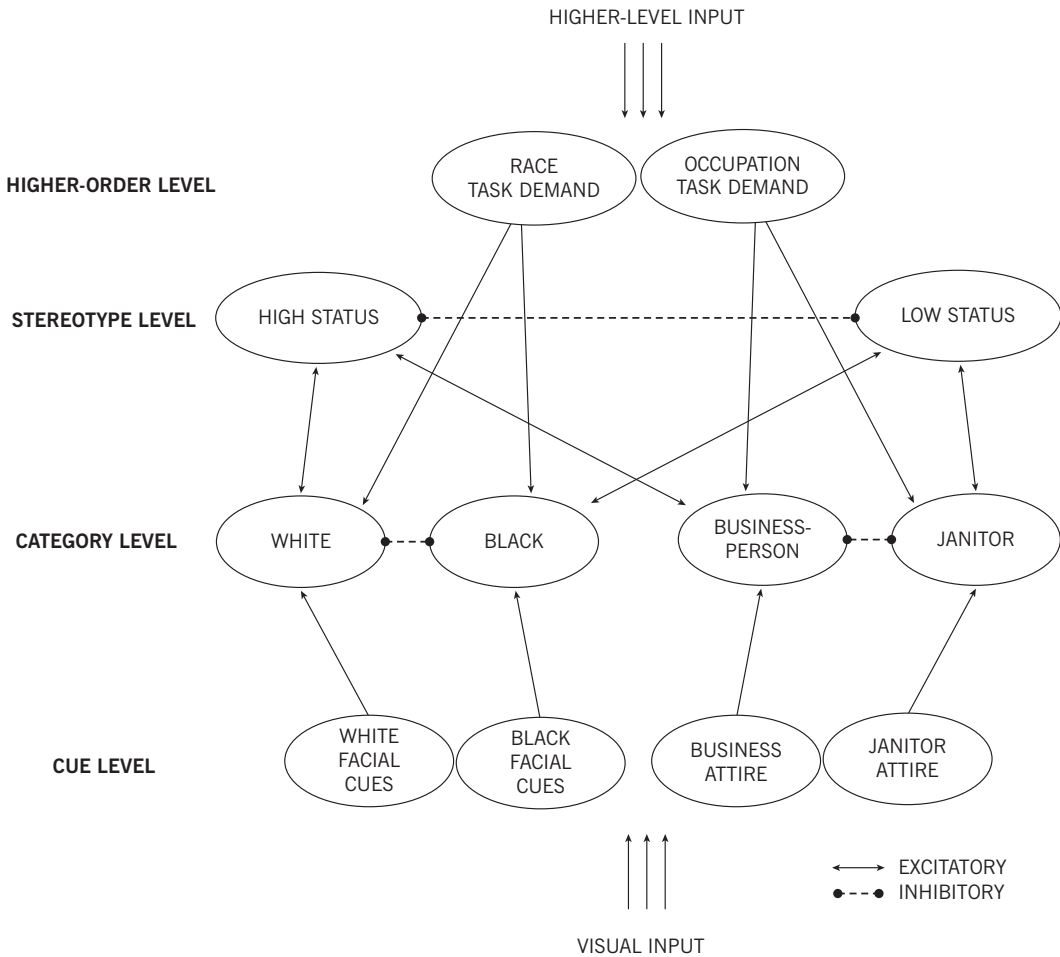 HIGHER-LEVEL INPUT
HIGHER-ORDER LEVEL
RACE
TASK DEMAND
OCCUPATION
TASK DEMAND
STEREOTYPE LEVEL
HIGH STATUS
LOW STATUS
CATEGORY LEVEL
WHITE
BLACK
BUSINESS-
PERSON
JANITOR
CUE LEVEL
WHITE
FACIAL
CUES
BLACK
FACIAL
CUES
BUSINESS
ATTIRE
JANITOR
ATTIRE
EXCITATORY
INHIBITORY
VISUAL INPUT